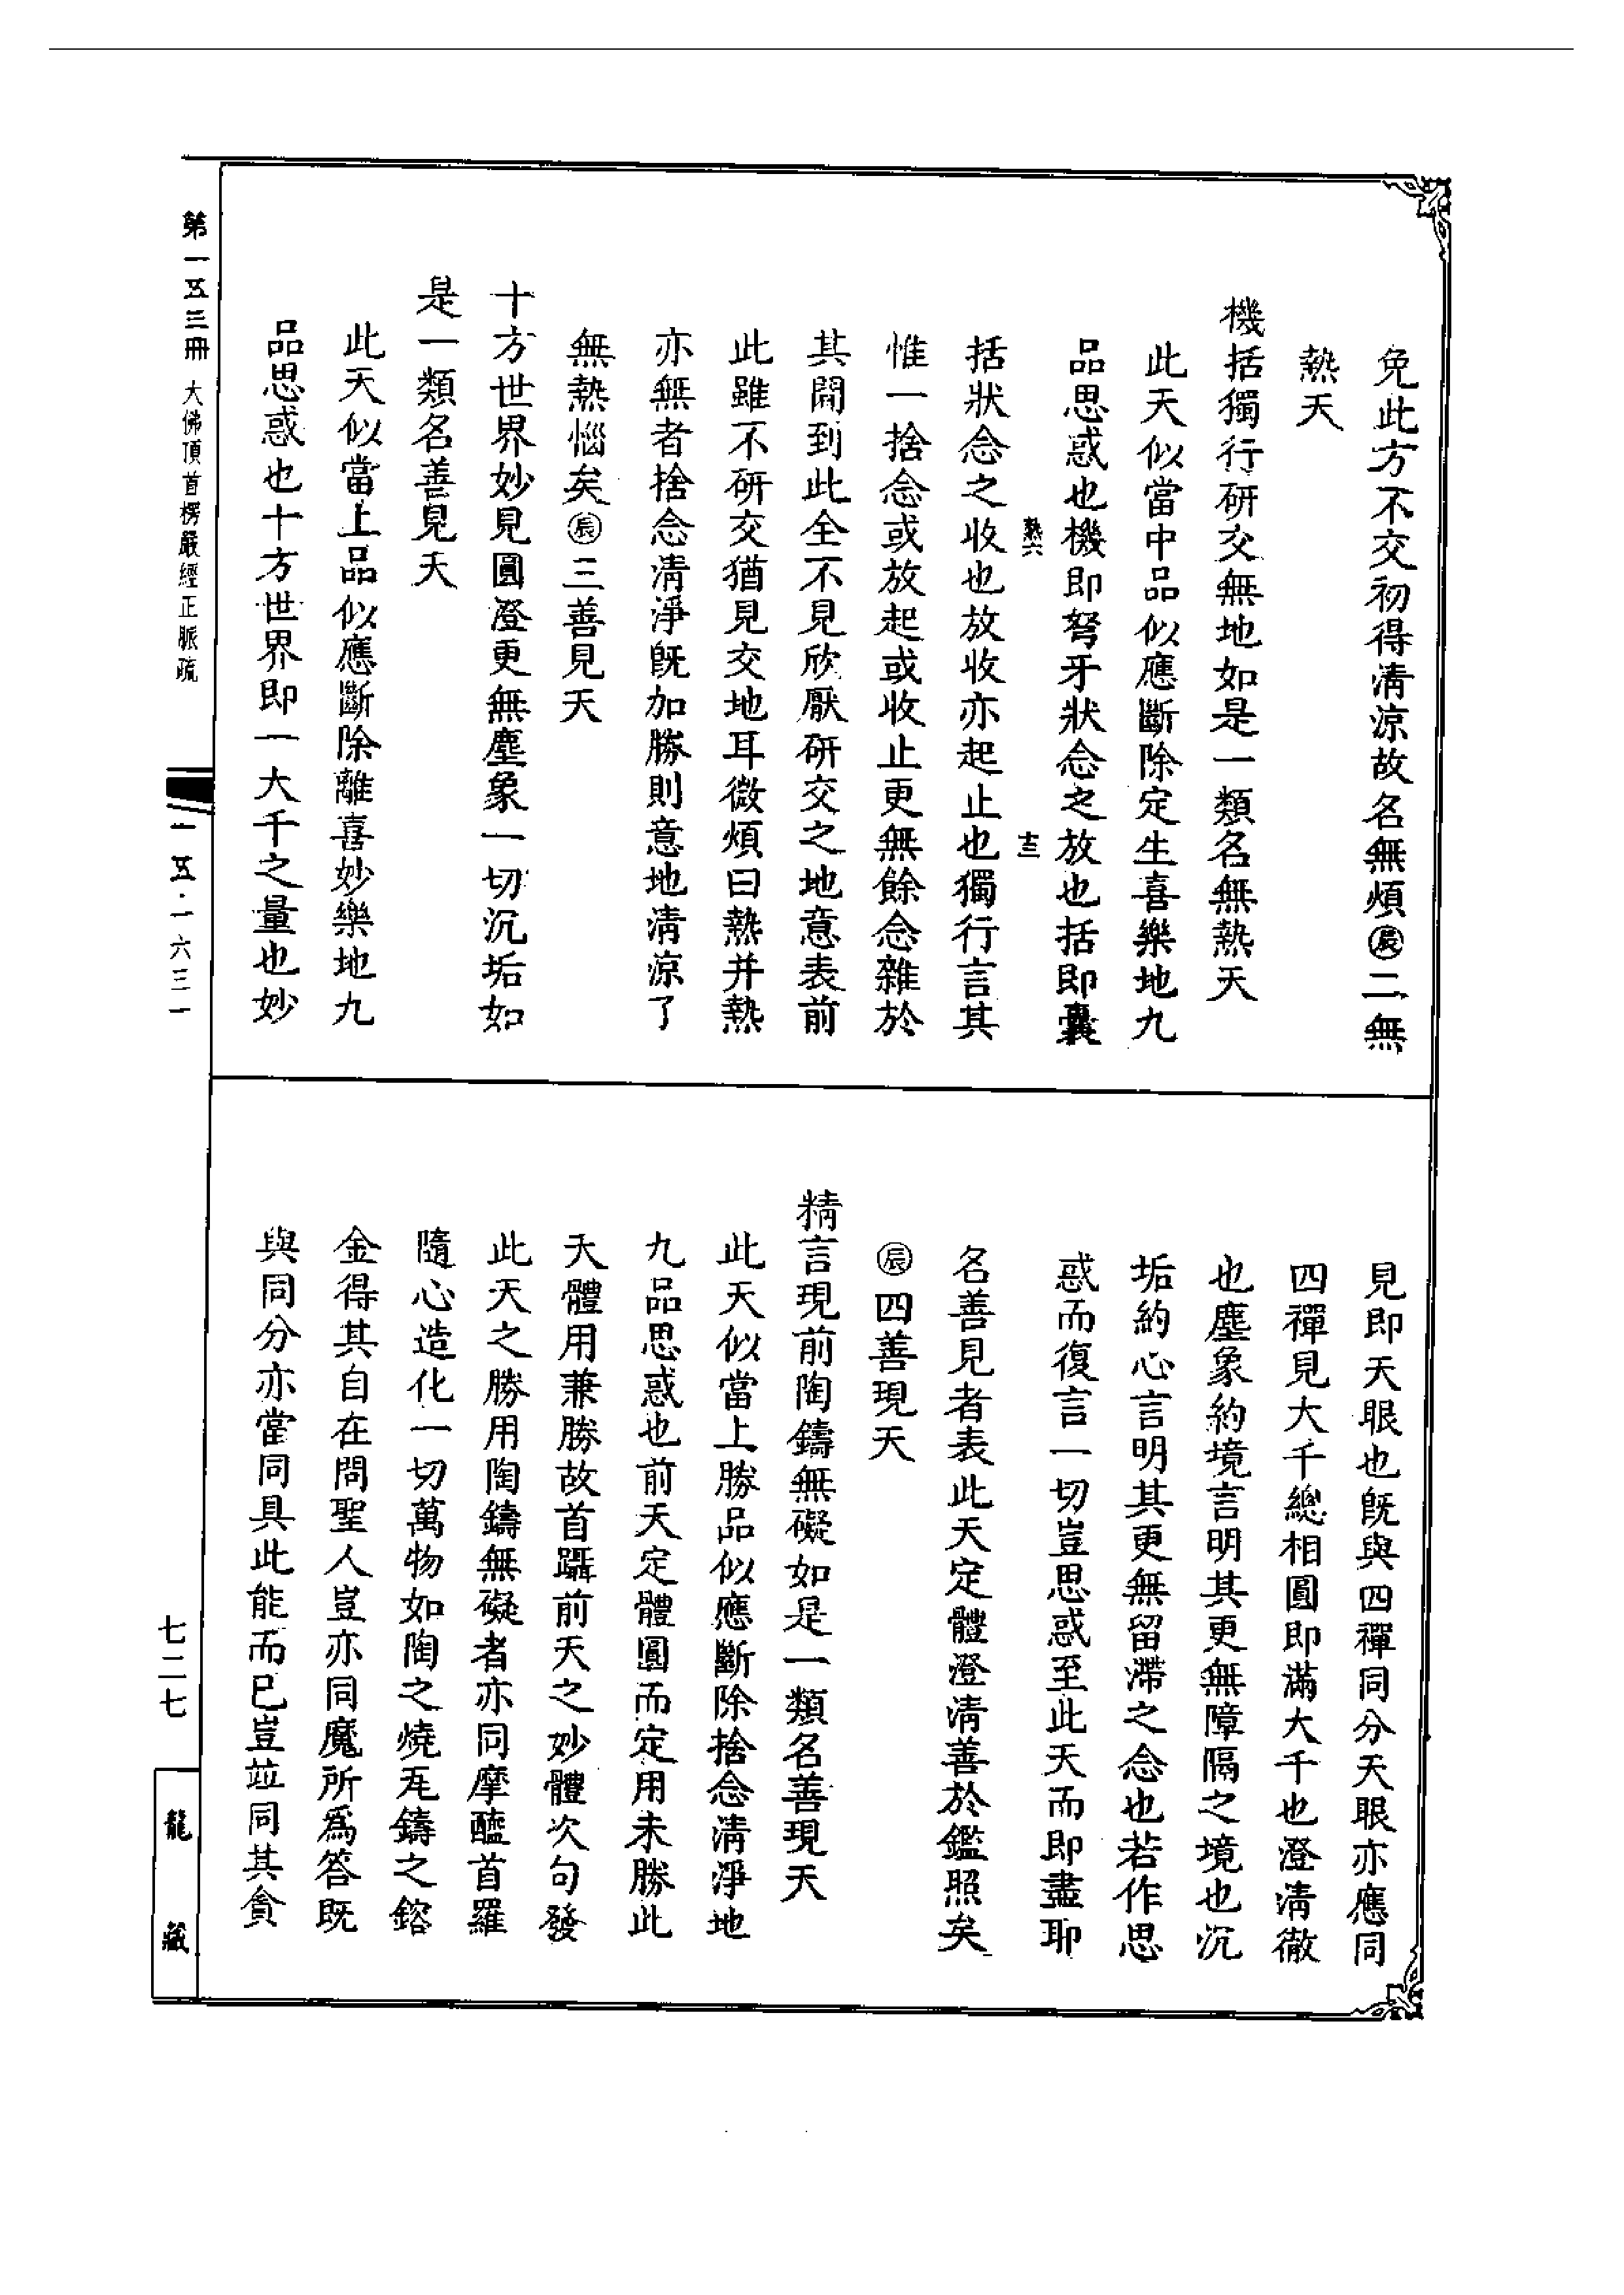 免此方不交初得清涼故名無煩㊁二無
熱天
機括獨行研交無地如是一類名無熱天
此天似當中品似應斷除定生喜樂地九
品思惑也機即弩牙狀念之放也括即囊
熱六
十三
括狀念之收也放收亦起止也獨行言其
惟一捨念或放起或收止更無餘念雜於
其間到此全不見欣厭研交之地意表前
此雖不研交猶見交地耳微煩曰熱并熱
亦無者捨念清淨旣加勝則意地清涼了
無熱惱矣(辰)三善見天
十方世界妙見圓澄更無塵象一切沉垢如
是一類名善見天
此天似當上品似應斷除離喜妙樂地九
品思惑也十方世界即一大千之量也妙
見即天眼也旣與四禪同分天眼亦應同
四禪見大千總相圓即滿大千也澄清徹
也塵象約境言明其更無障隔之境也沉
垢約心言明其更無留滯之念也若作思
惑而復言一切豈思惑至此天而即盡耶
名善見者表此天定體澄清善於鑑照矣
(辰)四善現天
精言現前陶鑄無礙如是一類名善現天
此天似當上勝品似應斷除捨念清淨地
九品思惑也前天定體圓而定用未勝此
天體用兼勝故首躡前天之妙體次句發
此天之勝用陶鑄無礙者亦同摩醯首羅
隨心造化一切萬物如陶之燒瓦鑄之鎔
金得其自在問聖人豈亦同魔所爲答既
與同分亦當同具此能而已豈竝同其貪
第一五三冊 大佛頂首楞嚴經正脈疏
一五·一六三一
七二七
龍藏